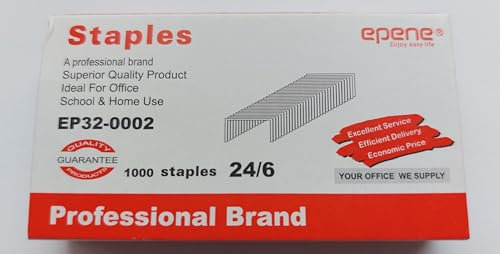 Staples
epene®
Enjoy easy life
A professional brand
Superior Quality Product
Ideal For Office
School & Home Use
EP32-0002
QUALITY
GUARANTEE
PRODUCTS
1000 staples 24/6
Excellent Service
Efficient Delivery
Economic Price
YOUR OFFICE WE SUPPLY
Professional Brand